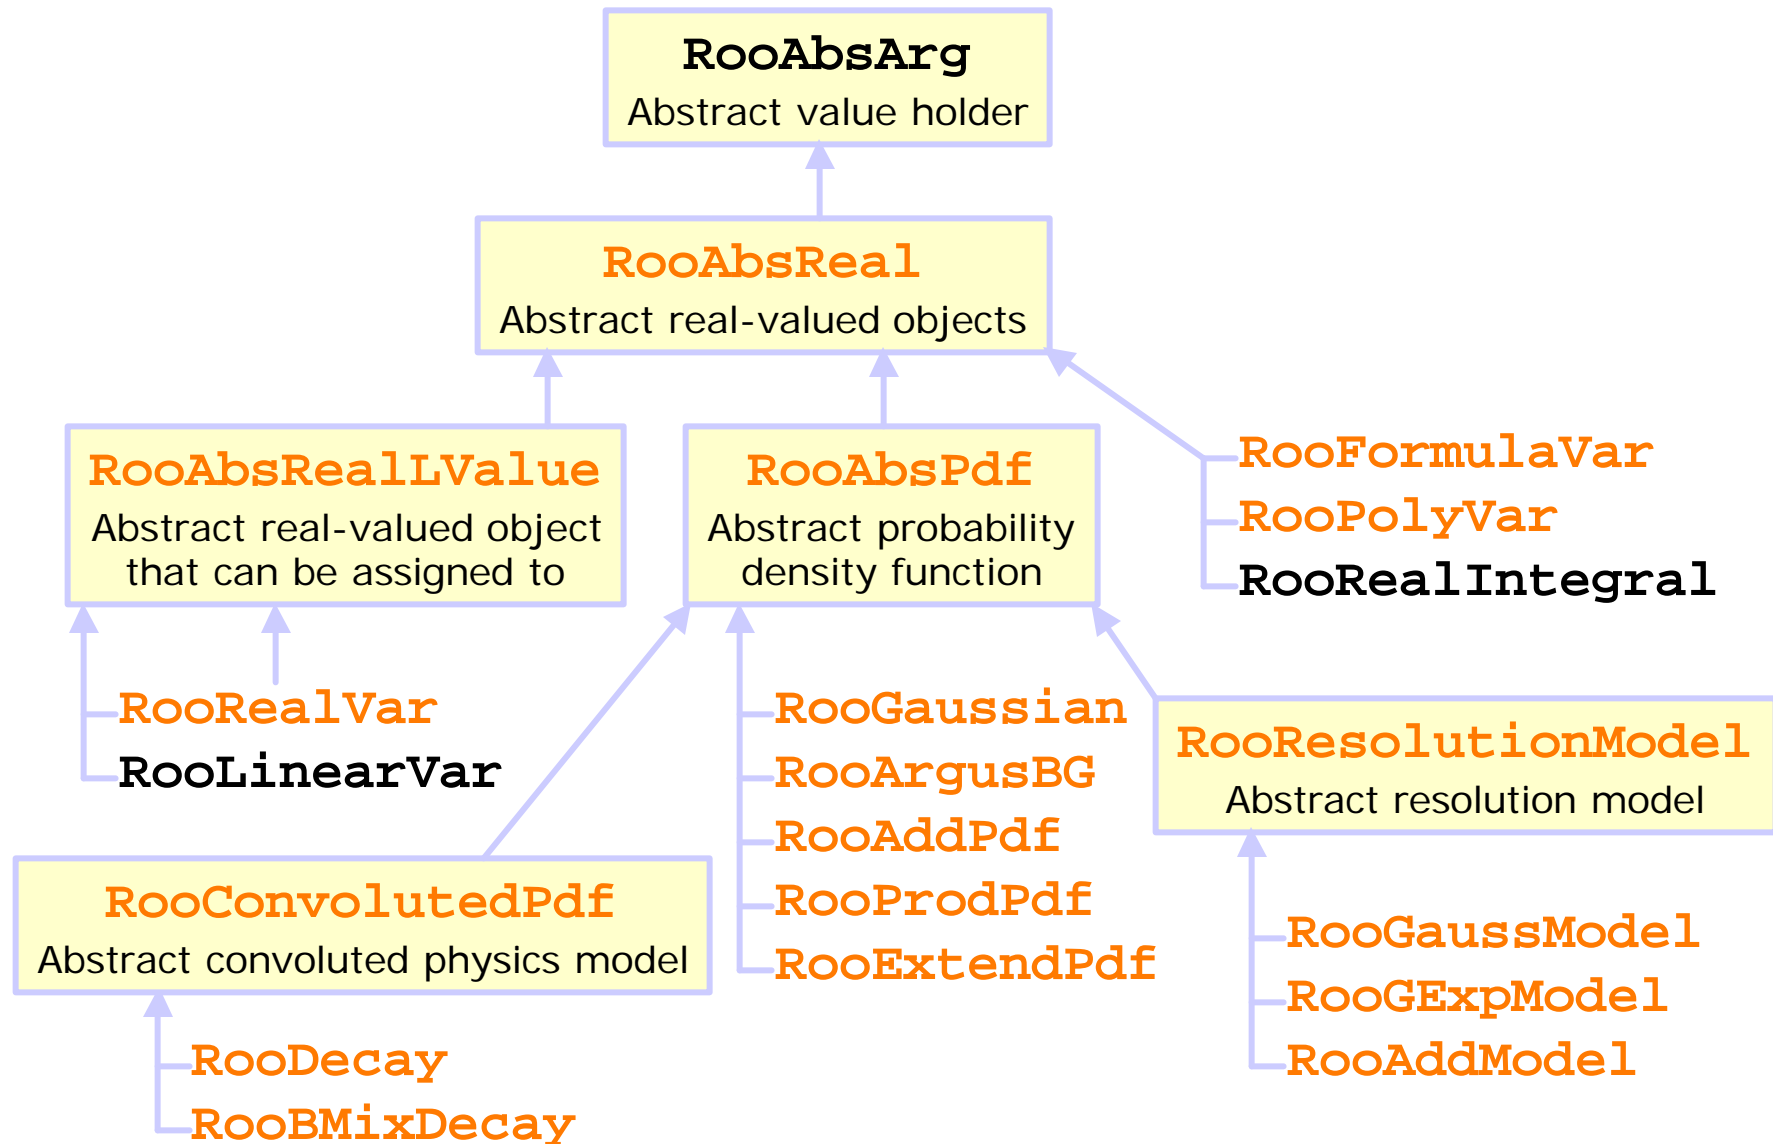 RooAbsArg
Abstract value holder
RooAbsReal
Abstract real-valued objects
RooAbsRealLValue
Abstract real-valued object
that can be assigned to
RooAbsPdf
Abstract probability
density function
RooFormulaVar
RooPolyVar
RooRealIntegral
RooRealVar
RooLinearVar
RooGaussian
RooArgusBG
RooAddPdf
RooProdPdf
RooExtendPdf
RooResolutionModel
Abstract resolution model
RooConvolutedPdf
Abstract convoluted physics model
RooGaussModel
RooGExpModel
RooAddModel
RooDecay
RooBMixDecay